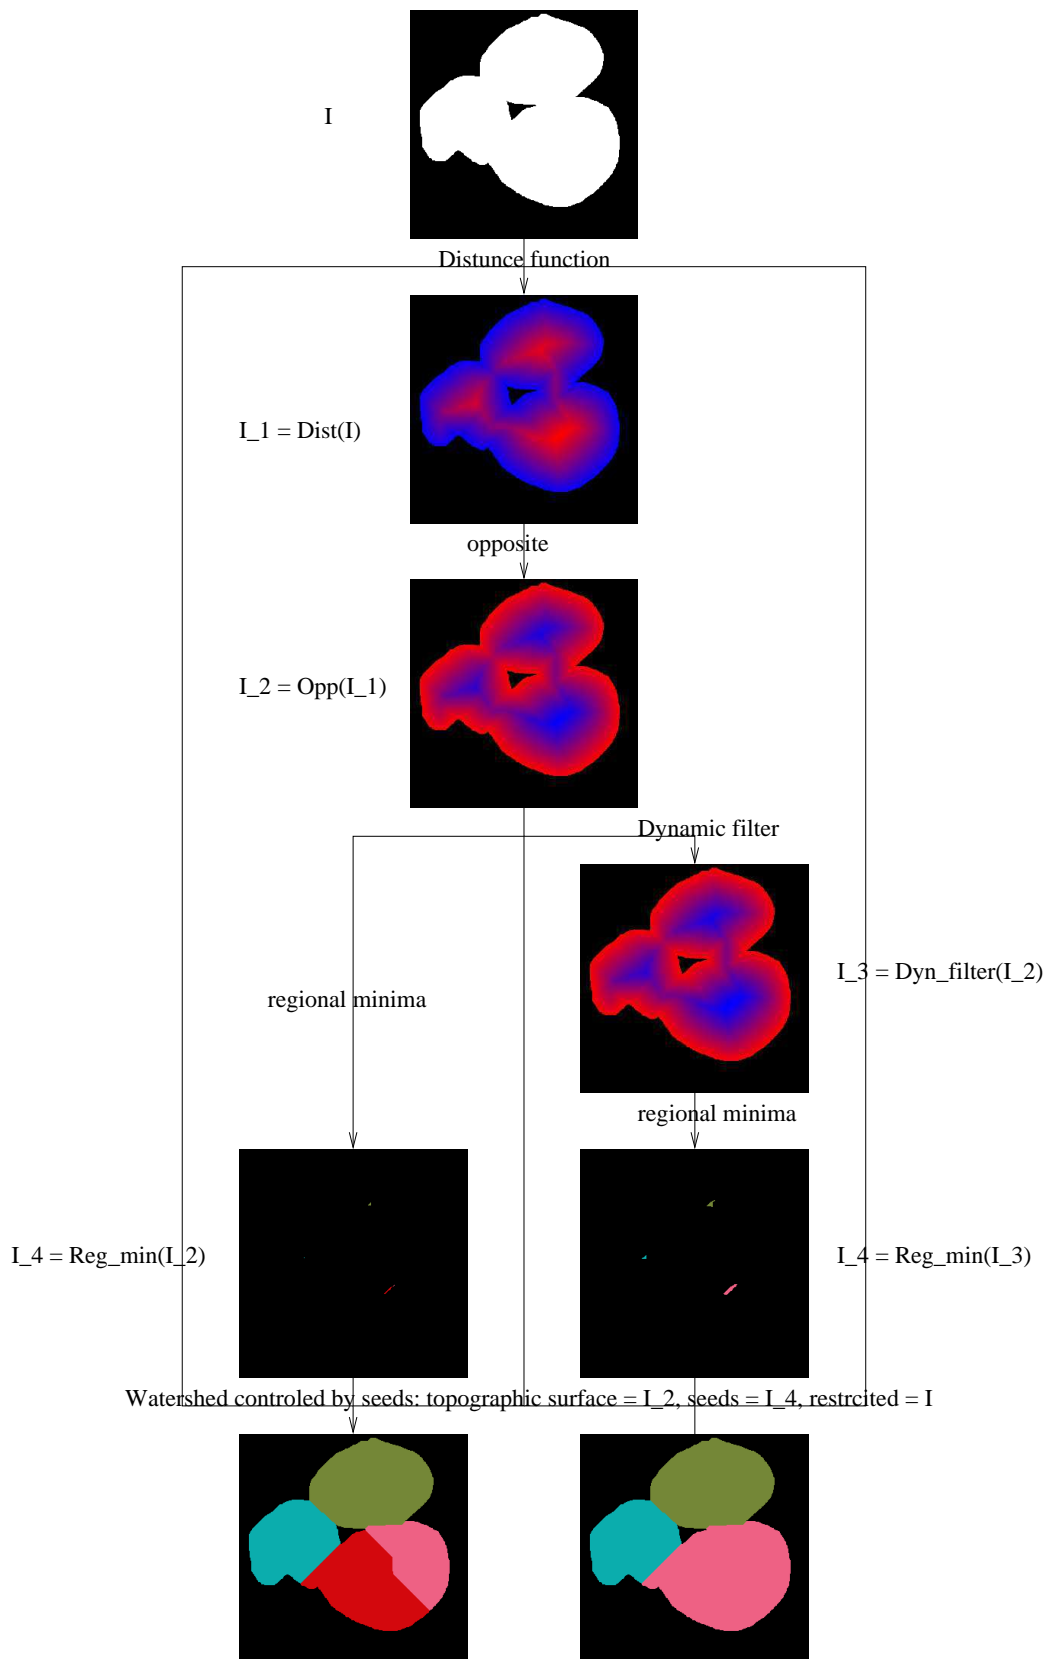 I
Distunce function
I_1 = Dist(I)
opposite
I_2 = Opp(I_1)
Dynamic filter
I_3 = Dyn_filter(I_2)
regional minima
regional minima
I_4 = Reg_min(I_2)
I_4 = Reg_min(I_3)
Watershed controled by seeds: topographic surface = I_2, seeds = I_4, restrcited = I